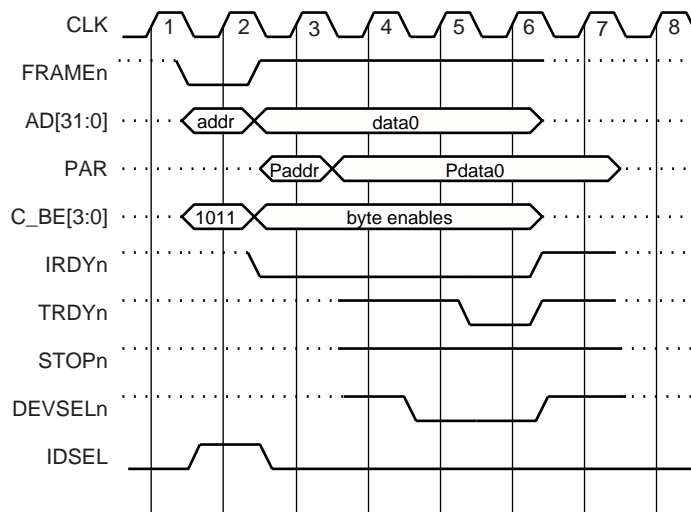 CLK 1 2 3 4 5 6 7 8
FRAMEn
AD[31:0] addr data0
PAR Paddr Pdata0
C_BE[3:0] 1011 byte enables
IRDYn
TRDYn
STOPn
DEVSELn
IDSEL